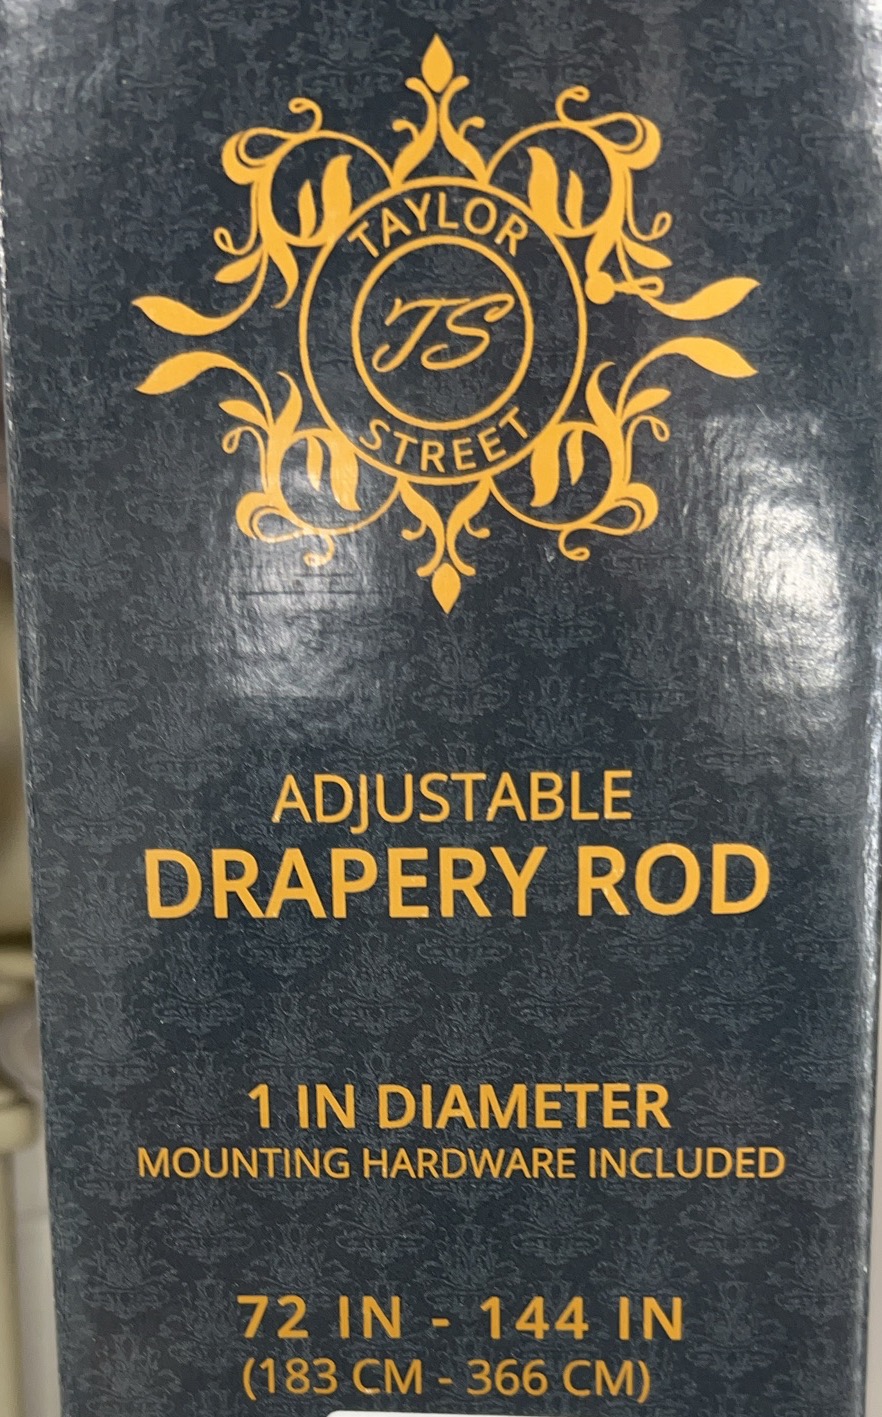 TAYLOR
TS
STREET
ADJUSTABLE
DRAPERY ROD
1 IN DIAMETER
MOUNTING HARDWARE INCLUDED
72 IN - 144 IN
(183 CM - 366 CM)